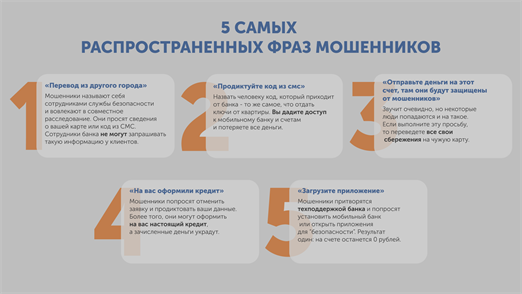 5 САМЫХ
РАСПРОСТРАНЕННЫХ ФРАЗ МОШЕННИКОВ
1
«Перевод из другого города»
Мошенники называют себя
сотрудниками службы безопасности
и вовлекают в совместное
расследование. Они просят сведения
о вашей карте или код из СМС.
Сотрудники банка не могут запрашивать
такую информацию у клиентов.
2
«Продиктуйте код из смс»
Назвать человеку код, который приходит
от банка - то же самое, что отдать
ключи от квартиры. Вы дадите доступ
к мобильному банку и счетам
и потеряете все деньги.
3
«Отправьте деньги на этот
счет, там они будут защищены
от мошенников»
Звучит очевидно, но некоторые
люди попадаются и на такое.
Если выполните эту просьбу,
то переведете все свои
сбережения на чужую карту.
4
«На вас оформили кредит»
Мошенники попросят отменить
заявку и продиктовать ваши данные.
Более того, они могут оформить
на вас настоящий кредит,
а зачисленные деньги украдут.
5
«Загрузите приложение»
Мошенники притворятся
техподдержкой банка и попросят
установить мобильный банк
или открыть приложения
для "безопасности". Результат
один: на счете останется 0 рублей.